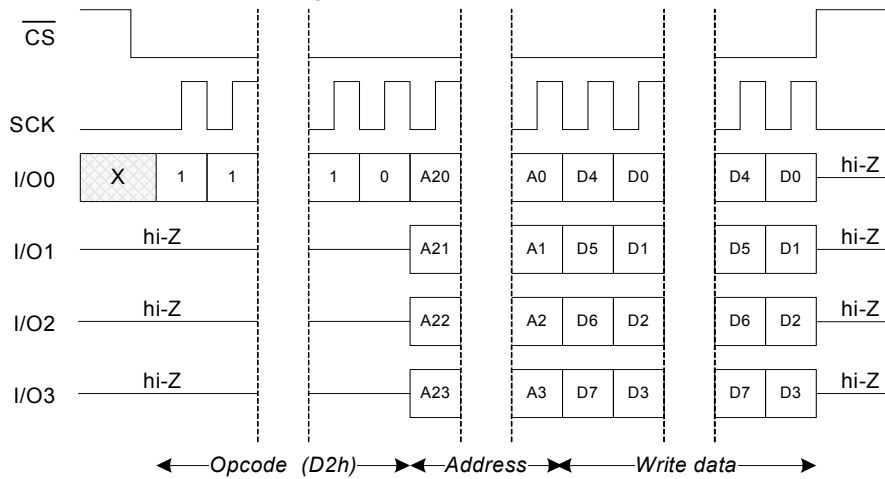 CS
SCK
I/O0 X 1 1 1 0 A20 A0 D4 D0 D4 D0 hi-Z
hi-Z
I/O1 A21 A1 D5 D1 D5 D1 hi-Z
hi-Z
I/O2 A22 A2 D6 D2 D6 D2 hi-Z
hi-Z
I/O3 A23 A3 D7 D3 D7 D3 hi-Z
Opcode (D2h) Address Write data